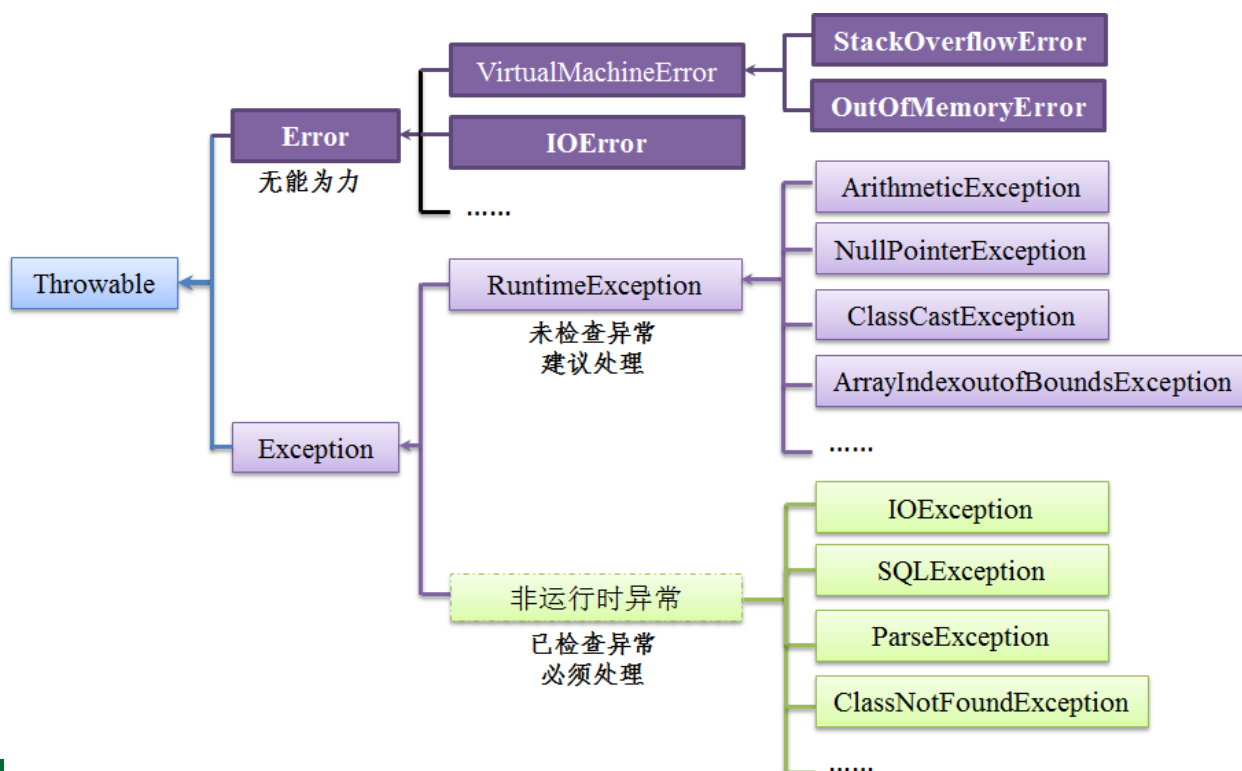 StackOverflowError
VirtualMachineError
OutOfMemoryError
Error
IOError
无能为力
......
ArithmeticException
NullPointerException
Throwable
RuntimeException
未检查异常
建议处理
ClassCastException
ArrayIndexoutofBoundsException
......
Exception
IOException
SQLException
非运行时异常
已检查异常
必须处理
ParseException
ClassNotFoundException
......